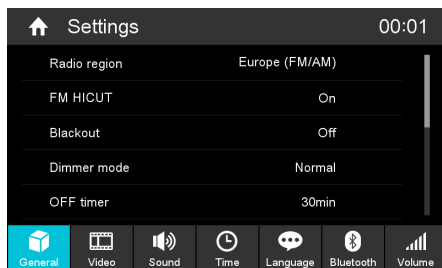 Settings 00:01
Radio region Europe (FM/AM)
FM HICUT On
Blackout Off
Dimmer mode Normal
OFF timer 30min
General Video Sound Time Language Bluetooth Volume